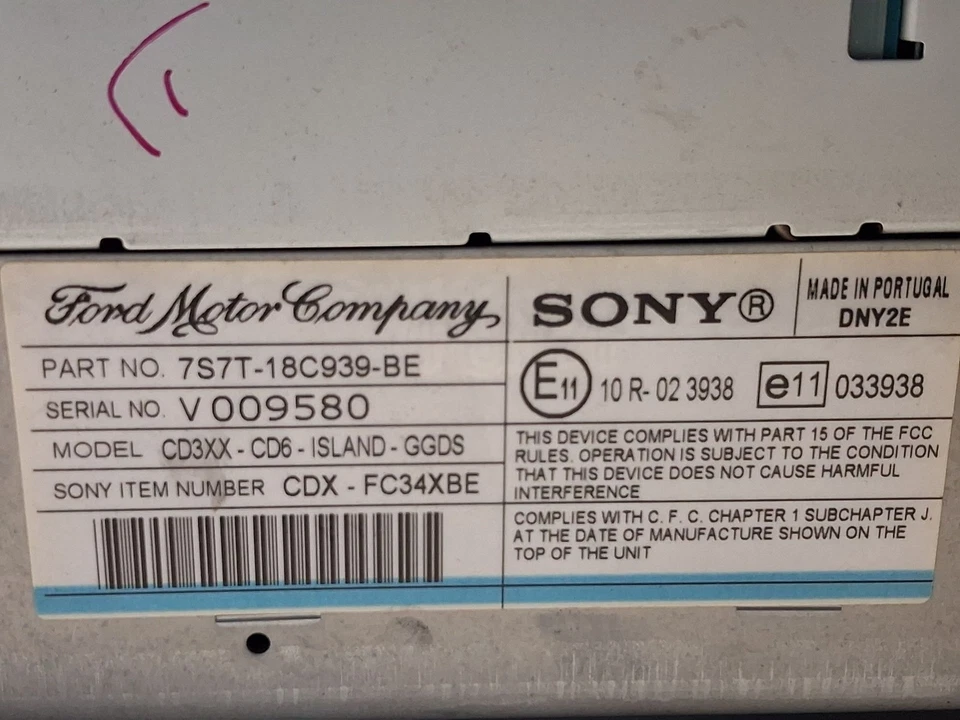 Ford Motor Company
PART NO. 7S7T-18C939-BE
SERIAL NO. V 009580
MODEL CD3XX - CD6 - ISLAND - GGDS
SONY ITEM NUMBER CDX - FC34XBE
SONY®
MADE IN PORTUGAL
DNY2E
E11 10 R- 02 3938 e11 033938
THIS DEVICE COMPLIES WITH PART 15 OF THE FCC
RULES. OPERATION IS SUBJECT TO THE CONDITION
THAT THIS DEVICE DOES NOT CAUSE HARMFUL
INTERFERENCE
COMPLIES WITH C. F. C. CHAPTER 1 SUBCHAPTER J.
AT THE DATE OF MANUFACTURE SHOWN ON THE
TOP OF THE UNIT